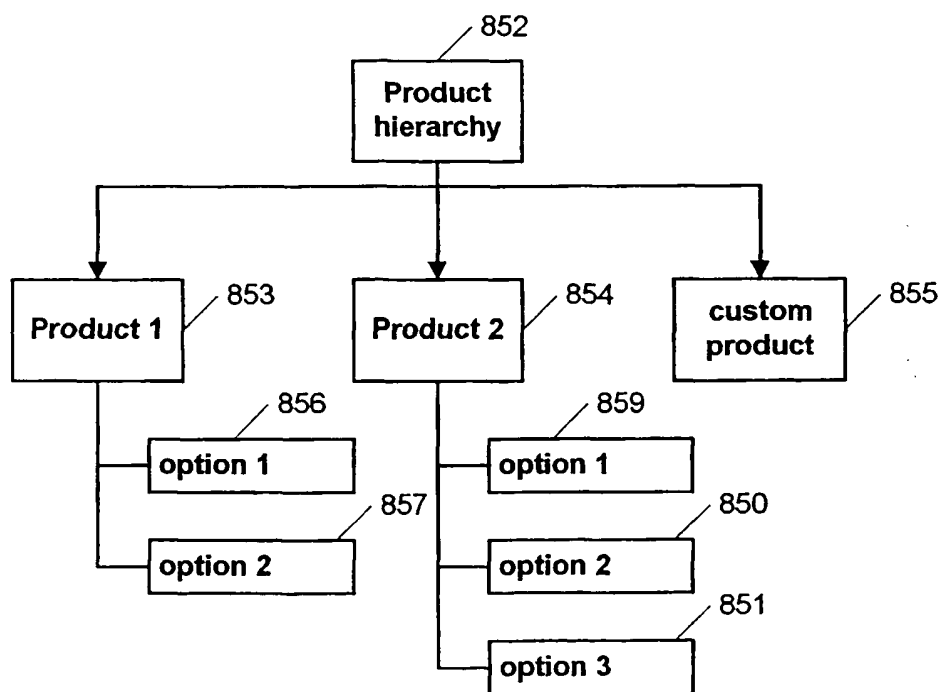 852
Product
hierarchy
853
854
855
Product 1
Product 2
custom
product
856
859
option 1
option 1
857
850
option 2
option 2
851
option 3